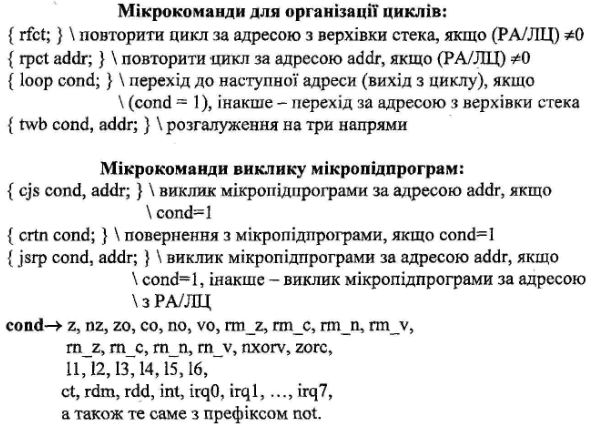 Мікрокоманди для організації циклів:
{ rfct; } \ повторити цикл за адресою з верхівки стека, якщо (РА/ЛЦ) ≠0
{ rpct addr; } \ повторити цикл за адресою addr, якщо (РА/ЛЦ) ≠0
{ loop cond; } \ перехід до наступної адреси (вихід з циклу), якщо
\ (cond = 1), інакше – перехід за адресою з верхівки стека
{ twb cond, addr; } \ розгалуження на три напрями
Мікрокоманди виклику мікропідпрограм:
{ cjs cond, addr; } \ виклик мікропідпрограми за адресою addr, якщо
\ cond=1
{ crtn cond; } \ повернення з мікропідпрограми, якщо cond=1
{ jsrp cond, addr; } \ виклик мікропідпрограми за адресою addr, якщо
\ cond=1, інакше – виклик мікропідпрограми за адресою
\ з РА/ЛЦ
cond→ z, nz, zo, co, no, vo, rm_z, rm_c, rm_n, rm_v,
rn_z, rn_c, rn_n, rn_v, nxorv, zorc,
l1, l2, l3, l4, l5, l6,
ct, rdm, rdd, int, irq0, irq1, ..., irq7,
а також те саме з префіксом not.